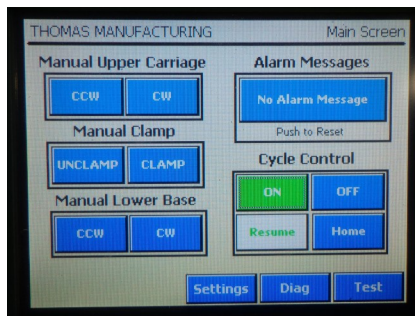 THOMAS MANUFACTURING
Main Screen
Manual Upper Carriage
CCW
CW
Manual Clamp
UNCLAMP
CLAMP
Manual Lower Base
CCW
CW
Alarm Messages
No Alarm Message
Push to Reset
Cycle Control
ON
OFF
Resume
Home
Settings
Diag
Test